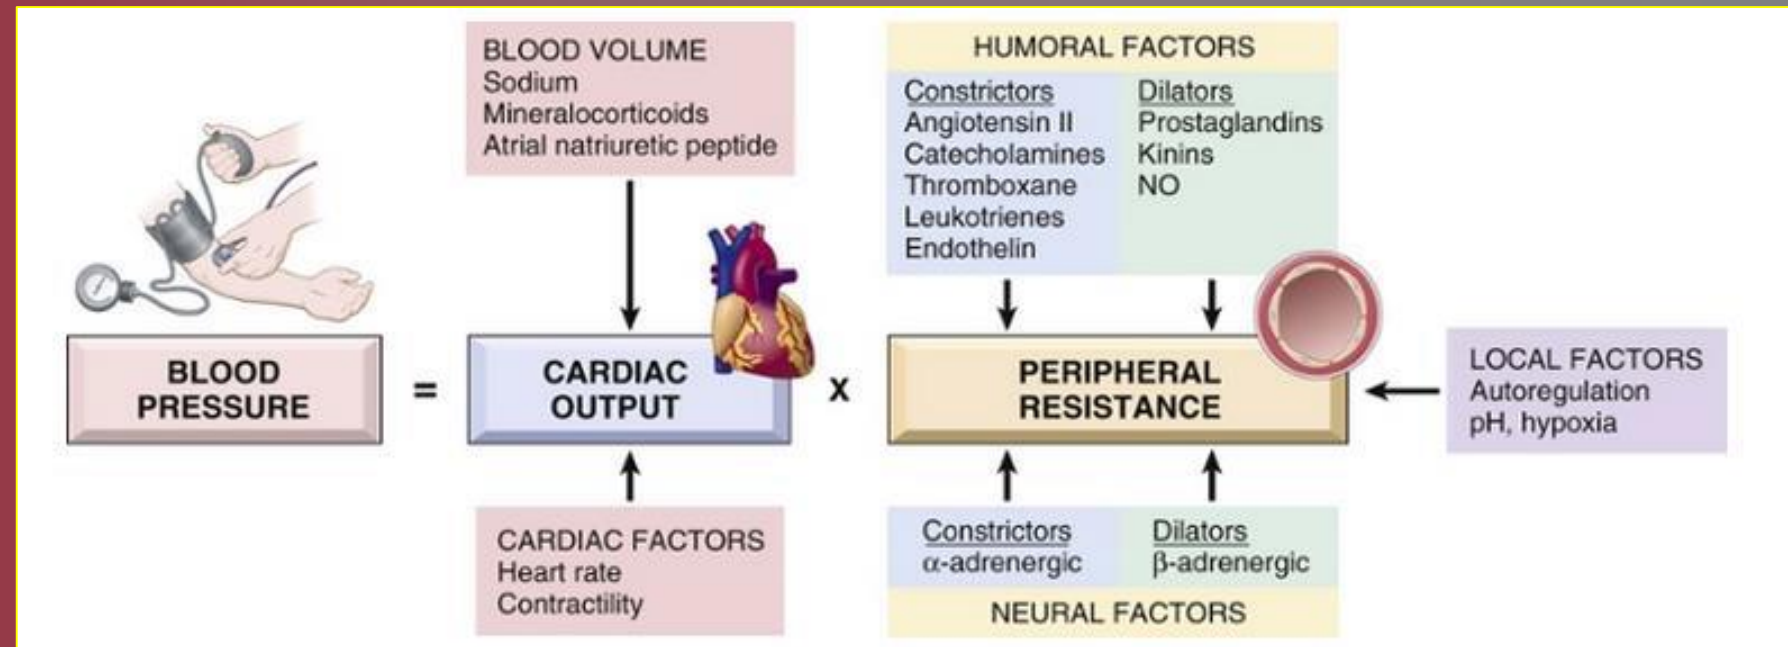 BLOOD VOLUME
Sodium
Mineralocorticoids
Atrial natriuretic peptide
HUMORAL FACTORS
Constrictors
Angiotensin II
Catecholamines
Thromboxane
Leukotrienes
Endothelin
Dilators
Prostaglandins
Kinins
NO
BLOOD
PRESSURE
=
CARDIAC
OUTPUT
x
PERIPHERAL
RESISTANCE
LOCAL FACTORS
Autoregulation
pH, hypoxia
CARDIAC FACTORS
Heart rate
Contractility
Constrictors
α-adrenergic
Dilators
β-adrenergic
NEURAL FACTORS